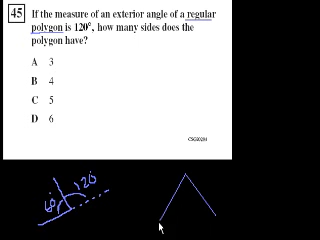 45 If the measure of an exterior angle of a regular
polygon is 120°, how many sides does the
polygon have?
A 3
B 4
C 5
D 6
CSG20204
60° 120°